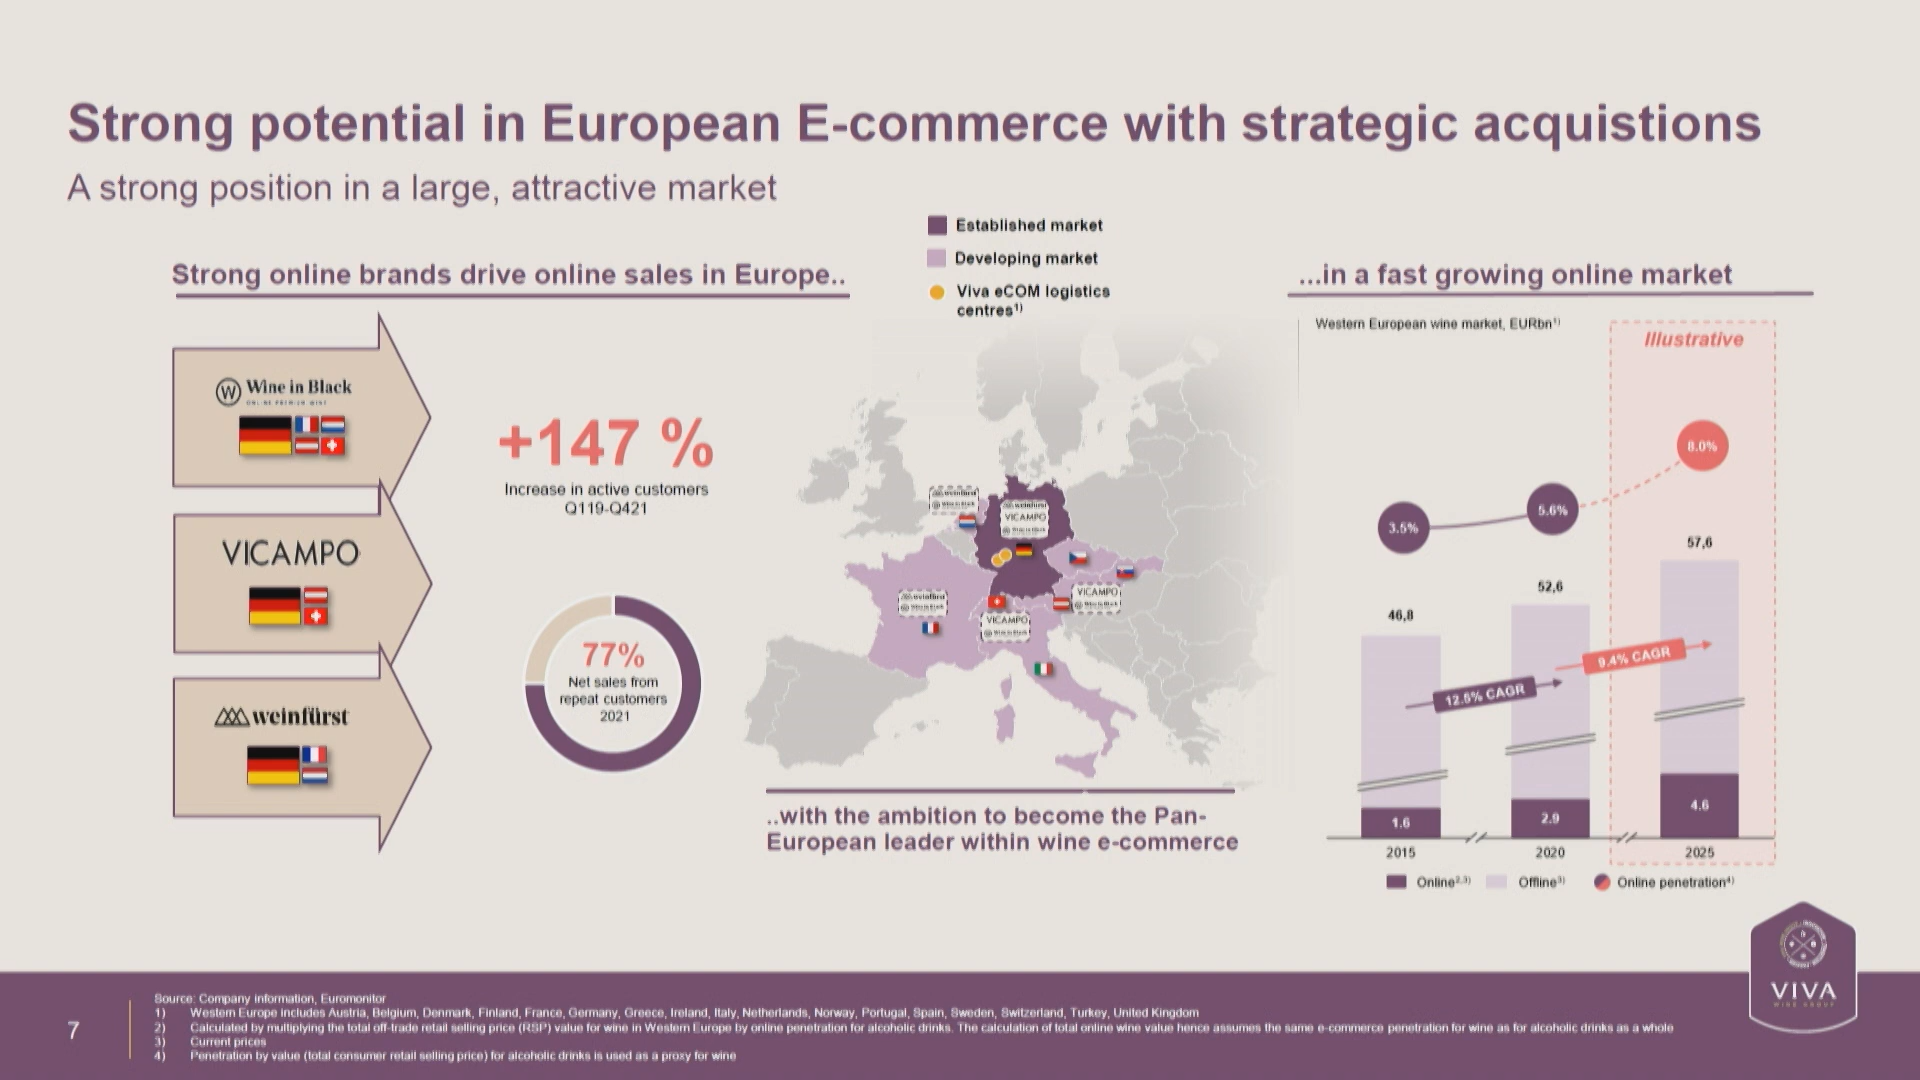 Strong potential in European E-commerce with strategic acquistions
A strong position in a large, attractive market
Strong online brands drive online sales in Europe..
Wine in Black
VICAMPO
weinfürst
+147 %
Increase in active customers
Q119-Q421
77%
Net sales from
repeat customers
2021
Established market
Developing market
Viva eCOM logistics
centres1)
weinfürst
VICAMPO
VICAMPO
VICAMPO
..with the ambition to become the Pan-
European leader within wine e-commerce
...in a fast growing online market
Western European wine market, EURbn1)
Illustrative
3.5%
5.6%
8.0%
46,8
52,6
57,6
12.5% CAGR
9.4% CAGR
1.6
2.9
4.6
2015
2020
2025
Online2,3)
Offline3)
Online penetration4)
VIVA
WINE GROUP
7
Source: Company information, Euromonitor
1) Western Europe includes Austria, Belgium, Denmark, Finland, France, Germany, Greece, Ireland, Italy, Netherlands, Norway, Portugal, Spain, Sweden, Switzerland, Turkey, United Kingdom
2) Calculated by multiplying the total off-trade retail selling price (RSP) value for wine in Western Europe by online penetration for alcoholic drinks. The calculation of total online wine value hence assumes the same e-commerce penetration for wine as for alcoholic drinks as a whole
3) Current prices
4) Penetration by value (total consumer retail selling price) for alcoholic drinks is used as a proxy for wine